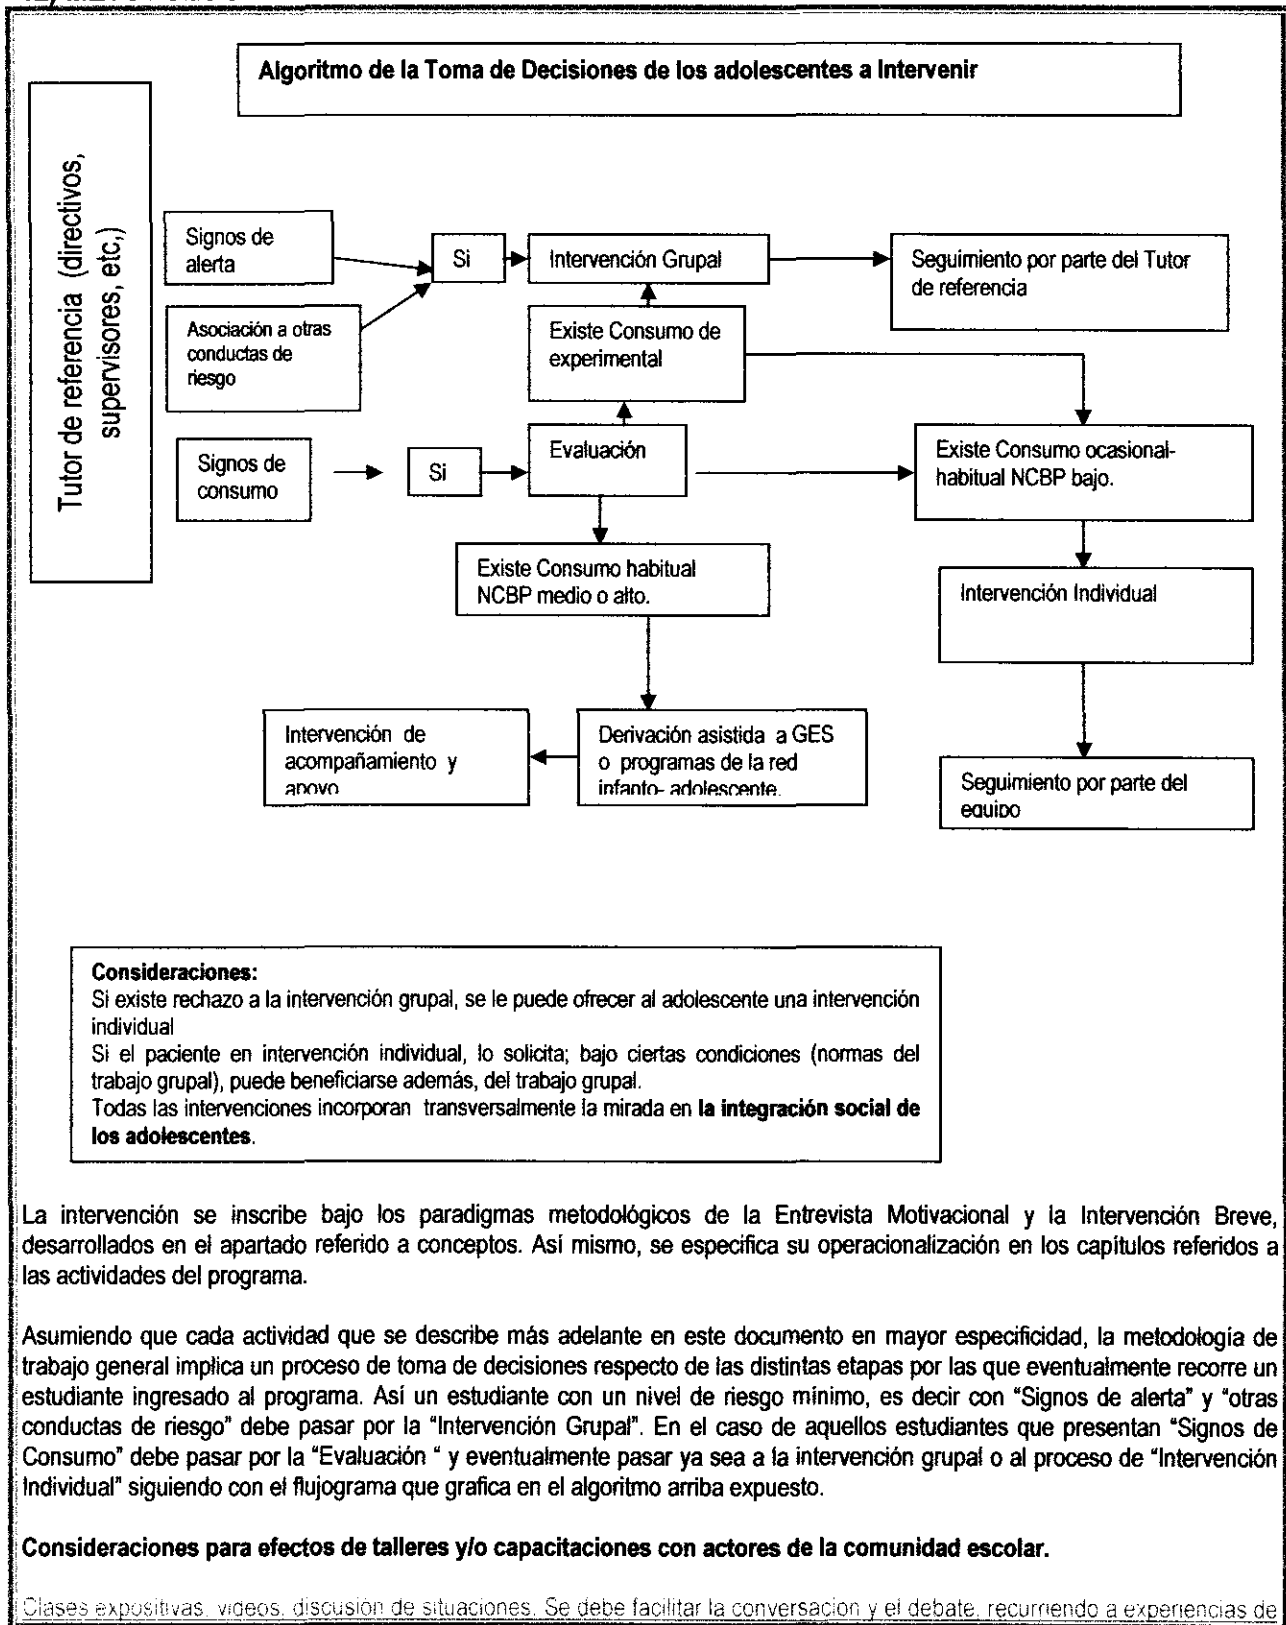 Algoritmo de la Toma de Decisiones de los adolescentes a Intervenir
Tutor de referencia (directivos,
supervisores, etc,)
Signos de
alerta
Si
Intervención Grupal
Seguimiento por parte del Tutor
de referencia
Asociación a otras
conductas de
riesgo
Existe Consumo de
experimental
Signos de
consumo
Si
Evaluación
Existe Consumo ocasional-
habitual NCBP bajo.
Existe Consumo habitual
NCBP medio o alto.
Intervención Individual
Intervención de
acompañamiento y
apoyo
Derivación asistida a GES
o programas de la red
infanto- adolescente.
Seguimiento por parte del
equipo
Consideraciones:
Si existe rechazo a la intervención grupal, se le puede ofrecer al adolescente una intervención
individual
Si el paciente en intervención individual, lo solicita; bajo ciertas condiciones (normas del
trabajo grupal), puede beneficiarse además, del trabajo grupal.
Todas las intervenciones incorporan transversalmente la mirada en la integración social de
los adolescentes.
La intervención se inscribe bajo los paradigmas metodológicos de la Entrevista Motivacional y la Intervención Breve,
desarrollados en el apartado referido a conceptos. Así mismo, se especifica su operacionalización en los capítulos referidos a
las actividades del programa.
Asumiendo que cada actividad que se describe más adelante en este documento en mayor especificidad, la metodología de
trabajo general implica un proceso de toma de decisiones respecto de las distintas etapas por las que eventualmente recorre un
estudiante ingresado al programa. Así un estudiante con un nivel de riesgo mínimo, es decir con “Signos de alerta” y “otras
conductas de riesgo” debe pasar por la “Intervención Grupal”. En el caso de aquellos estudiantes que presentan “Signos de
Consumo” debe pasar por la “Evaluación “ y eventualmente pasar ya sea a la intervención grupal o al proceso de “Intervención
Individual” siguiendo con el flujograma que grafica en el algoritmo arriba expuesto.
Consideraciones para efectos de talleres y/o capacitaciones con actores de la comunidad escolar.
Clases expositivas, videos, discusión de situaciones. Se debe facilitar la conversación y el debate, recurriendo a experiencias de